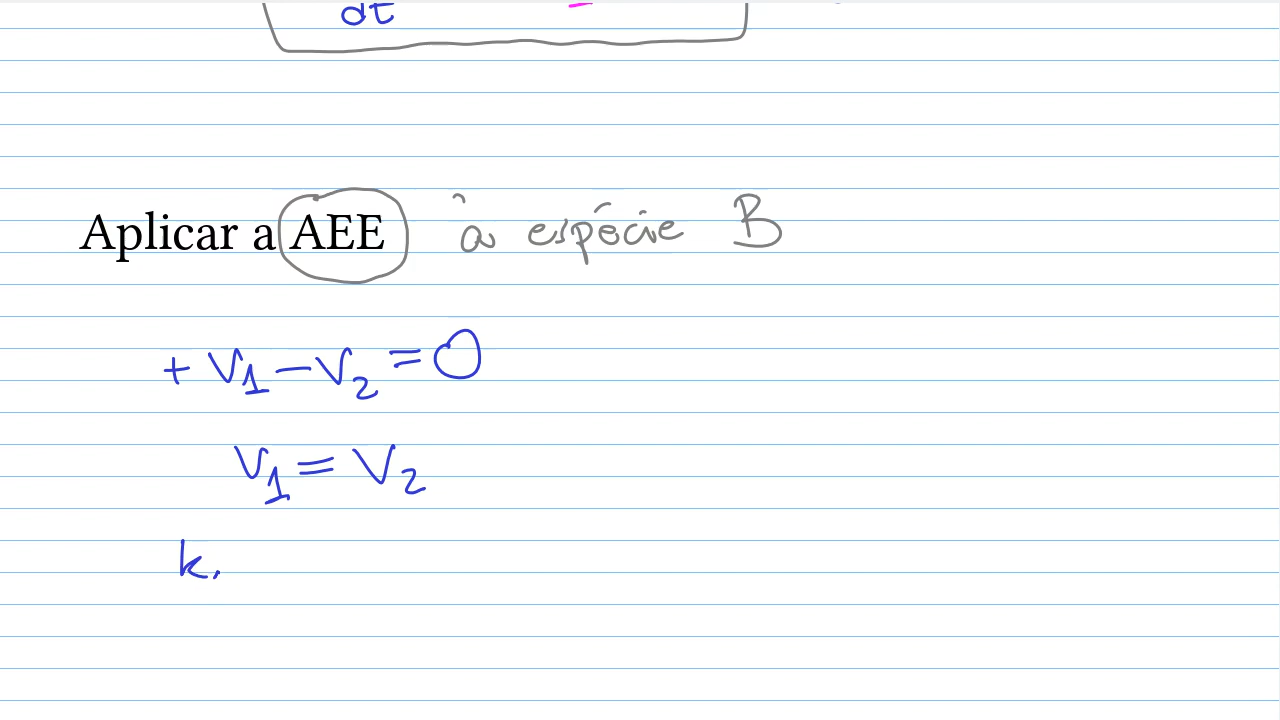 dt
Aplicar a AEE à espécie B
+ V₁ − V₂ = 0
V₁ = V₂
k.